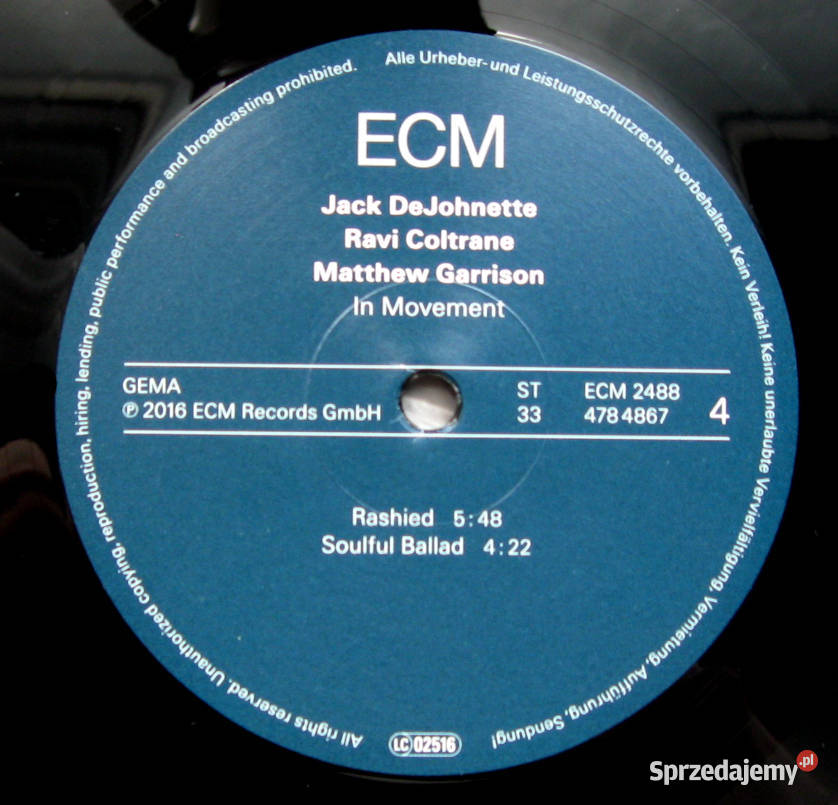 ECM
Jack DeJohnette
Ravi Coltrane
Matthew Garrison
In Movement
GEMA
℗ 2016 ECM Records GmbH
ST
33
ECM 2488
478 4867
4
Rashied 5:48
Soulful Ballad 4:22
Alle Urheber- und Leistungsschutzrechte vorbehalten. Kein Verleih! Keine unerlaubte Vervielfältigung, Vermietung, Aufführung, Sendung!
LC 02516
All rights reserved. Unauthorized copying, reproduction, hiring, lending, public performance and broadcasting prohibited.
Sprzedajemy.pl